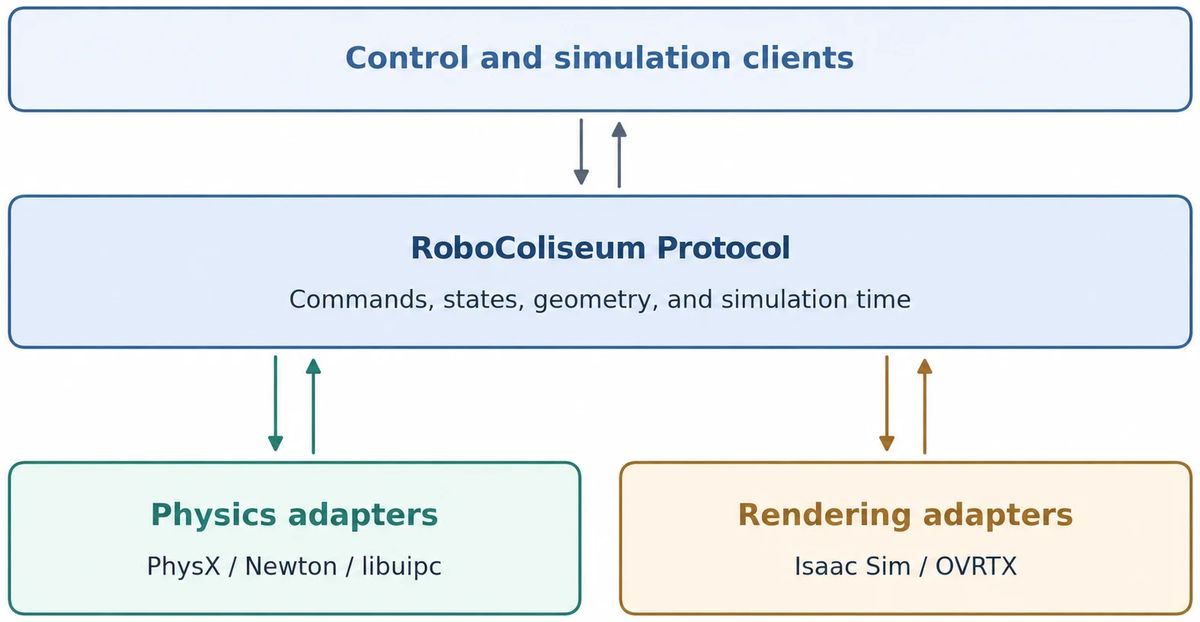 Control and simulation clients
RoboColiseum Protocol
Commands, states, geometry, and simulation time
Physics adapters
PhysX / Newton / libuipc
Rendering adapters
Isaac Sim / OVRTX